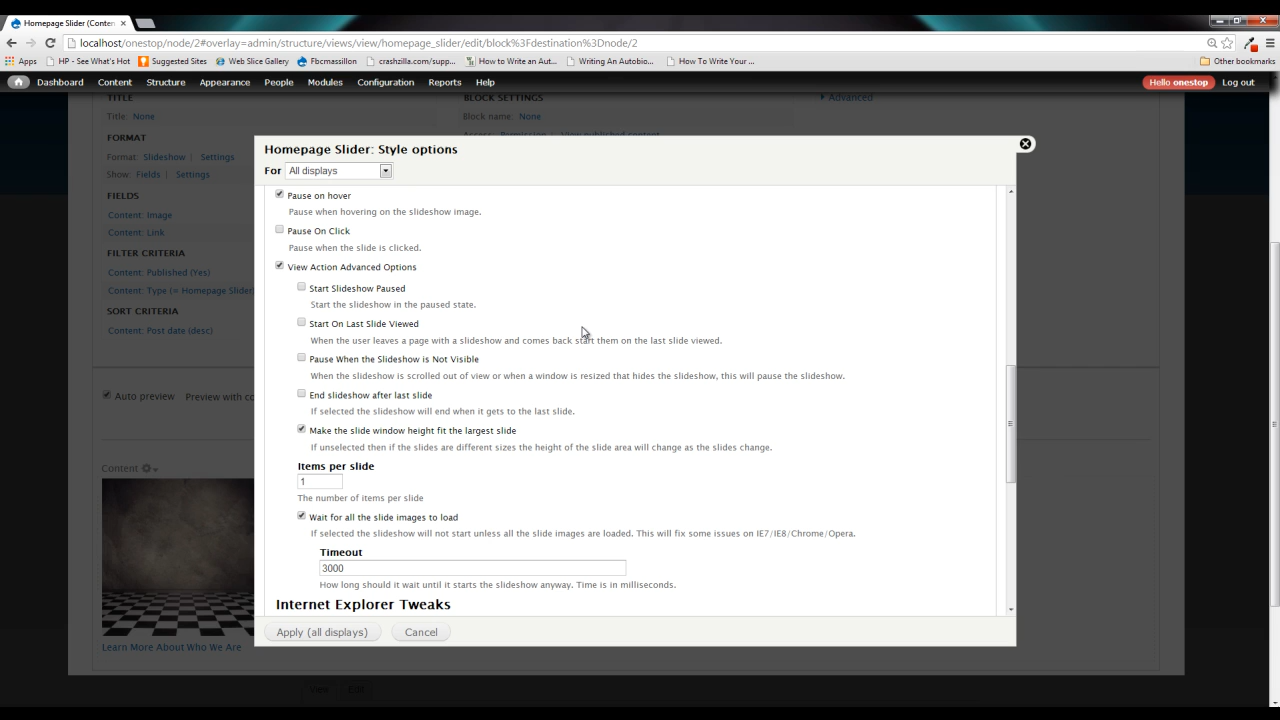 Homepage Slider (Conten
localhost/onestop/node/2#overlay=admin/structure/views/view/homepage_slider/edit/block%3Fdestination%3Dnode/2
Apps HP - See What's Hot Suggested Sites Web Slice Gallery Fbcmassillon crashzilla.com/supp... How to Write an Aut... Writing An Autobio... How To Write Your ... Other bookmarks
Dashboard Content Structure Appearance People Modules Configuration Reports Help Hello onestop Log out
TITLE BLOCK SETTINGS Advanced
Title: None Block name: None
Access: Permission | View published content
FORMAT
Format: Slideshow | Settings
Show: Fields | Settings
FIELDS
Content: Image
Content: Link
FILTER CRITERIA
Content: Published (Yes)
Content: Type (= Homepage Slider)
SORT CRITERIA
Content: Post date (desc)
Auto preview Preview with co
Content
Learn More About Who We Are
View Edit
Homepage Slider: Style options
For All displays
Pause on hover
Pause when hovering on the slideshow image.
Pause On Click
Pause when the slide is clicked.
View Action Advanced Options
Start Slideshow Paused
Start the slideshow in the paused state.
Start On Last Slide Viewed
When the user leaves a page with a slideshow and comes back start them on the last slide viewed.
Pause When the Slideshow is Not Visible
When the slideshow is scrolled out of view or when a window is resized that hides the slideshow, this will pause the slideshow.
End slideshow after last slide
If selected the slideshow will end when it gets to the last slide.
Make the slide window height fit the largest slide
If unselected then if the slides are different sizes the height of the slide area will change as the slides change.
Items per slide
1
The number of items per slide
Wait for all the slide images to load
If selected the slideshow will not start unless all the slide images are loaded. This will fix some issues on IE7/IE8/Chrome/Opera.
Timeout
3000
How long should it wait until it starts the slideshow anyway. Time is in milliseconds.
Internet Explorer Tweaks
Apply (all displays) Cancel